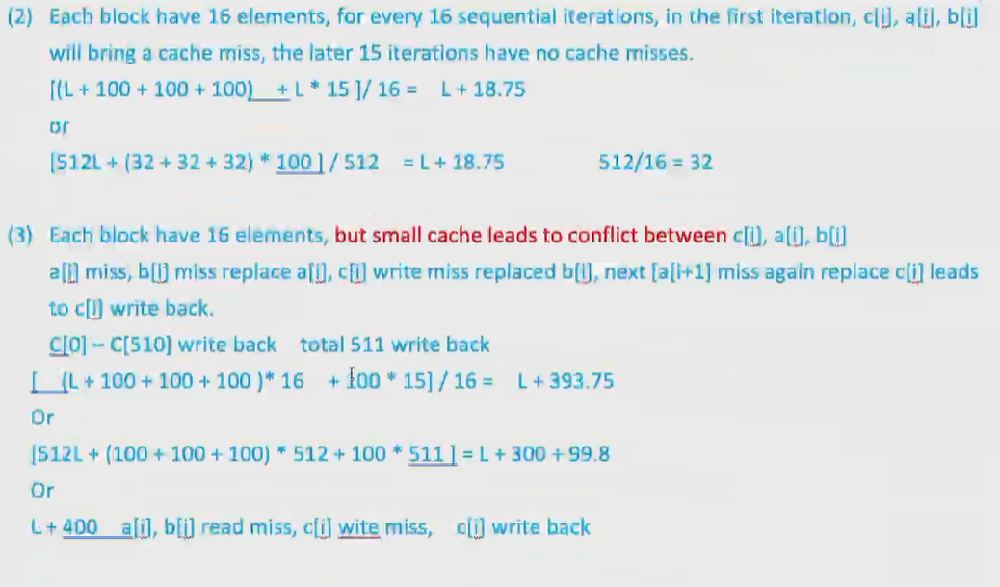 (2) Each block have 16 elements, for every 16 sequential iterations, in the first iteration, c[i], a[i], b[i]
will bring a cache miss, the later 15 iterations have no cache misses.
[(L + 100 + 100 + 100) + L * 15 ]/ 16 = L + 18.75
or
[512L + (32 + 32 + 32) * 100 ] / 512 = L + 18.75 512/16 = 32
(3) Each block have 16 elements, but small cache leads to conflict between c[i], a[i], b[i]
a[i] miss, b[i] miss replace a[i], c[i] write miss replaced b[i], next [a[i+1] miss again replace c[i] leads
to c[i] write back.
C[0] – C[510] write back total 511 write back
[ (L + 100 + 100 + 100 )* 16 + 100 * 15] / 16 = L + 393.75
Or
[512L + (100 + 100 + 100) * 512 + 100 * 511 ] = L + 300 + 99.8
Or
L + 400 a[i], b[i] read miss, c[i] wite miss, c[i] write back